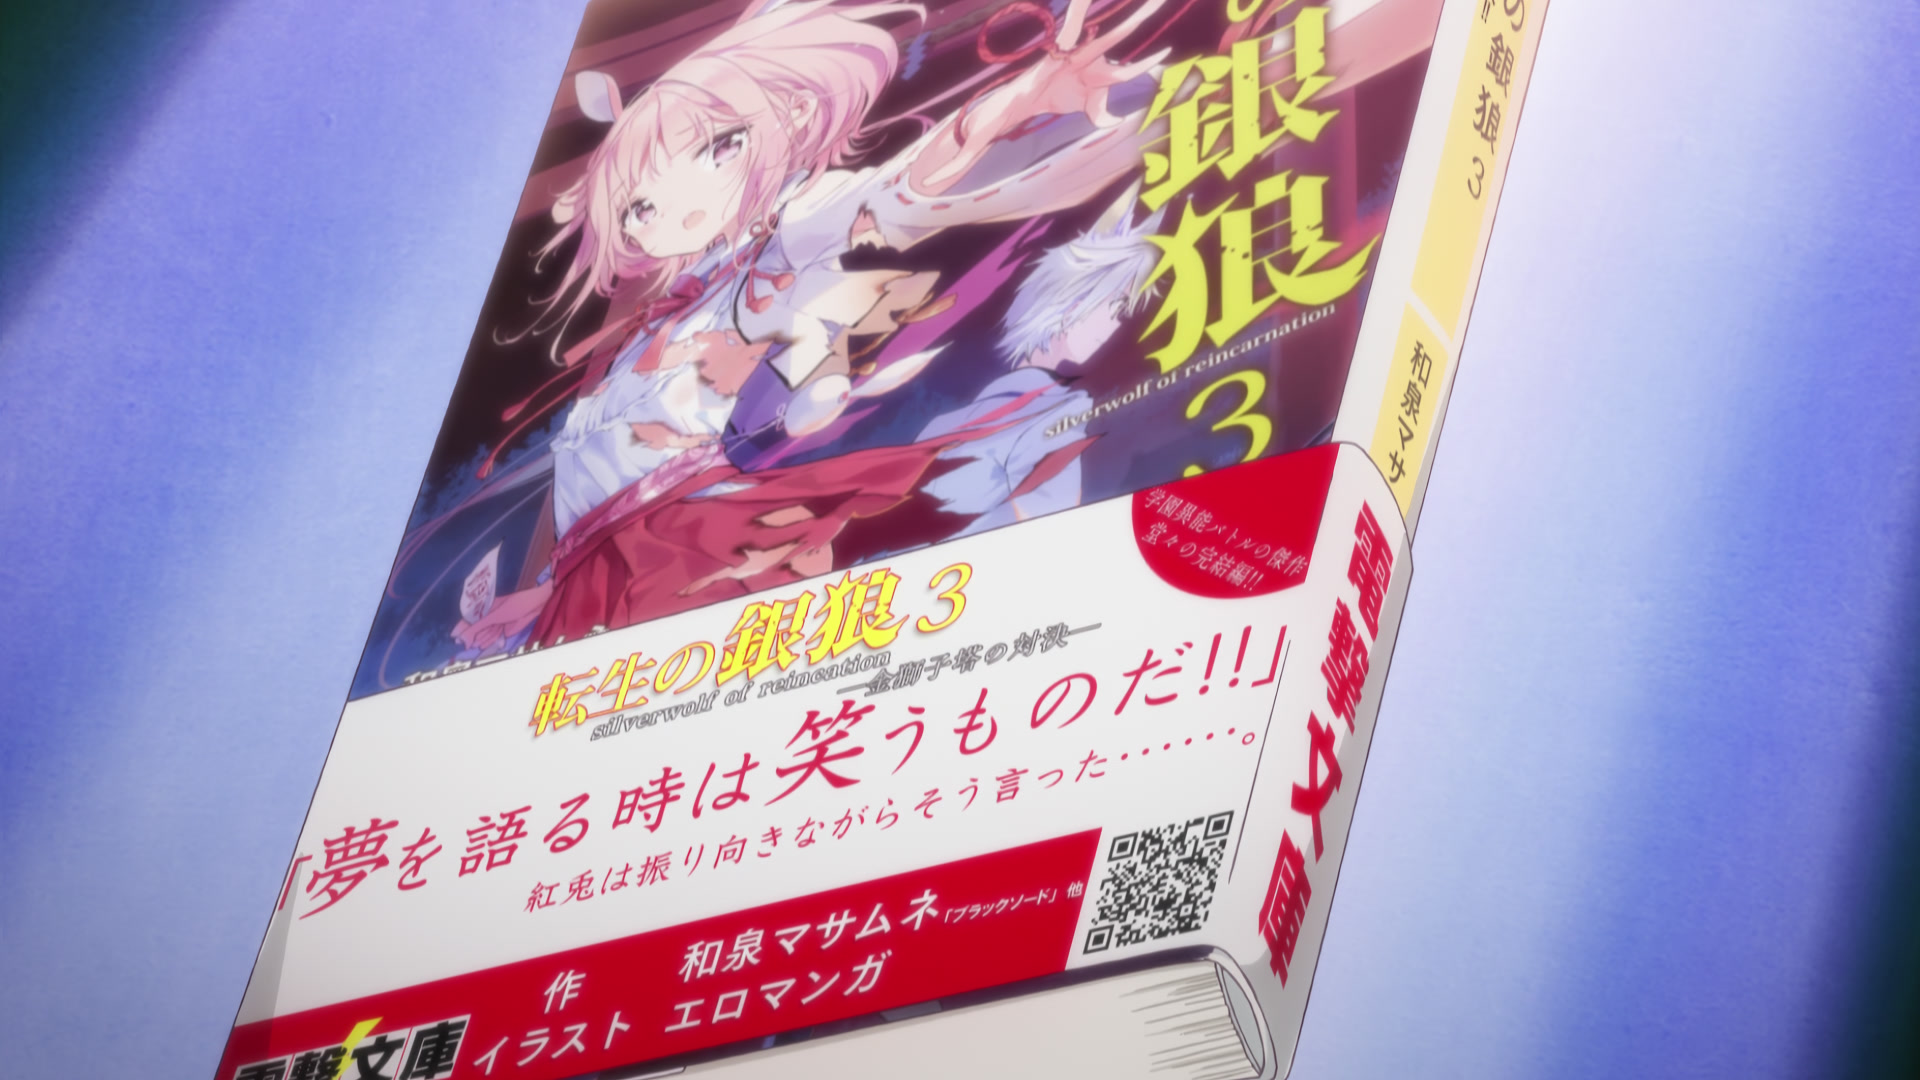 の銀狼
silverwolf of reincarnation
3
の銀狼 3
和泉マサ
学園異能バトルの傑作
堂々の完結編!!
転生の銀狼3
silverwolf of reincation
―金獅子塔の対決―
「夢を語る時は笑うものだ!!」
紅兎は振り向きながらそう言った・・・・・・。
作 和泉マサムネ「ブラックソード」他
イラスト エロマンガ
電撃文庫
電撃文庫